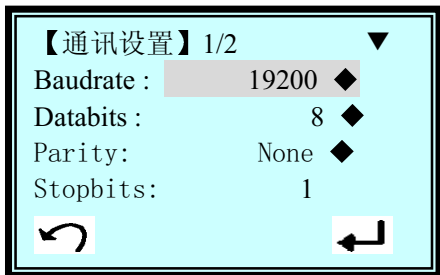 【通讯设置】1/2 ▼
Baudrate : 19200 ◆
Databits : 8 ◆
Parity: None ◆
Stopbits: 1